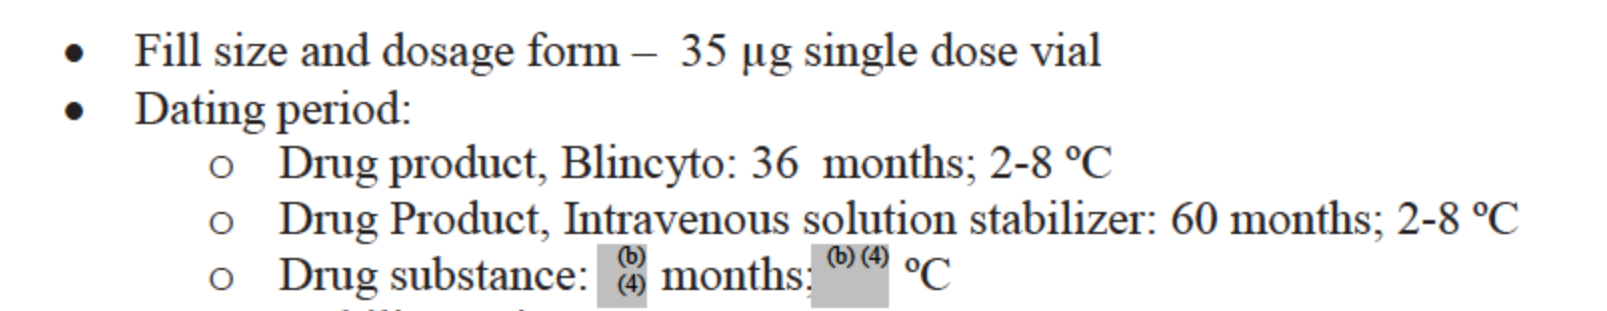 • Fill size and dosage form – 35 µg single dose vial
• Dating period:
o Drug product, Blincyto: 36 months; 2-8 ºC
o Drug Product, Intravenous solution stabilizer: 60 months; 2-8 ºC
o Drug substance: (b) (4) months; (b) (4) ºC